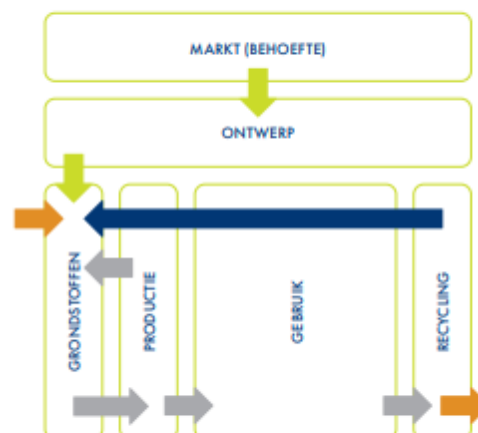 MARKT (BEHOEFTE)
ONTWERP
GRONDSTOFFEN
PRODUCTIE
GEBRUIK
RECYCLING